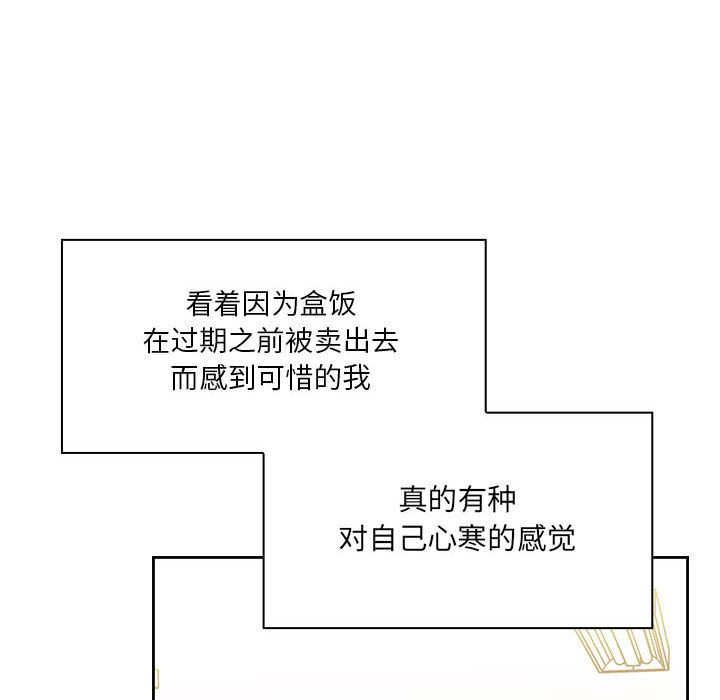 看着因为盒饭
在过期之前被卖出去
而感到可惜的我
真的有种
对自己心寒的感觉